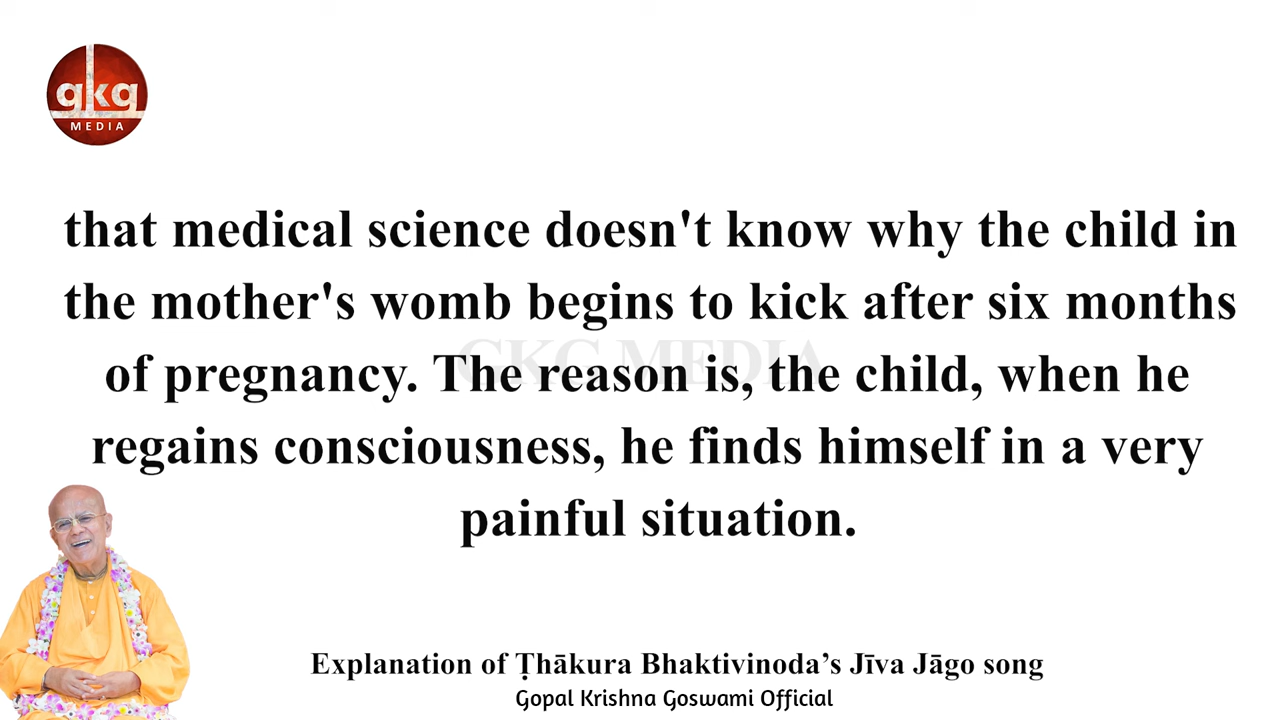 gkg
MEDIA
that medical science doesn't know why the child in
the mother's womb begins to kick after six months
GKG MEDIA
of pregnancy. The reason is, the child, when he
regains consciousness, he finds himself in a very
painful situation.
Explanation of Ṭhākura Bhaktivinoda’s Jīva Jāgo song
Gopal Krishna Goswami Official